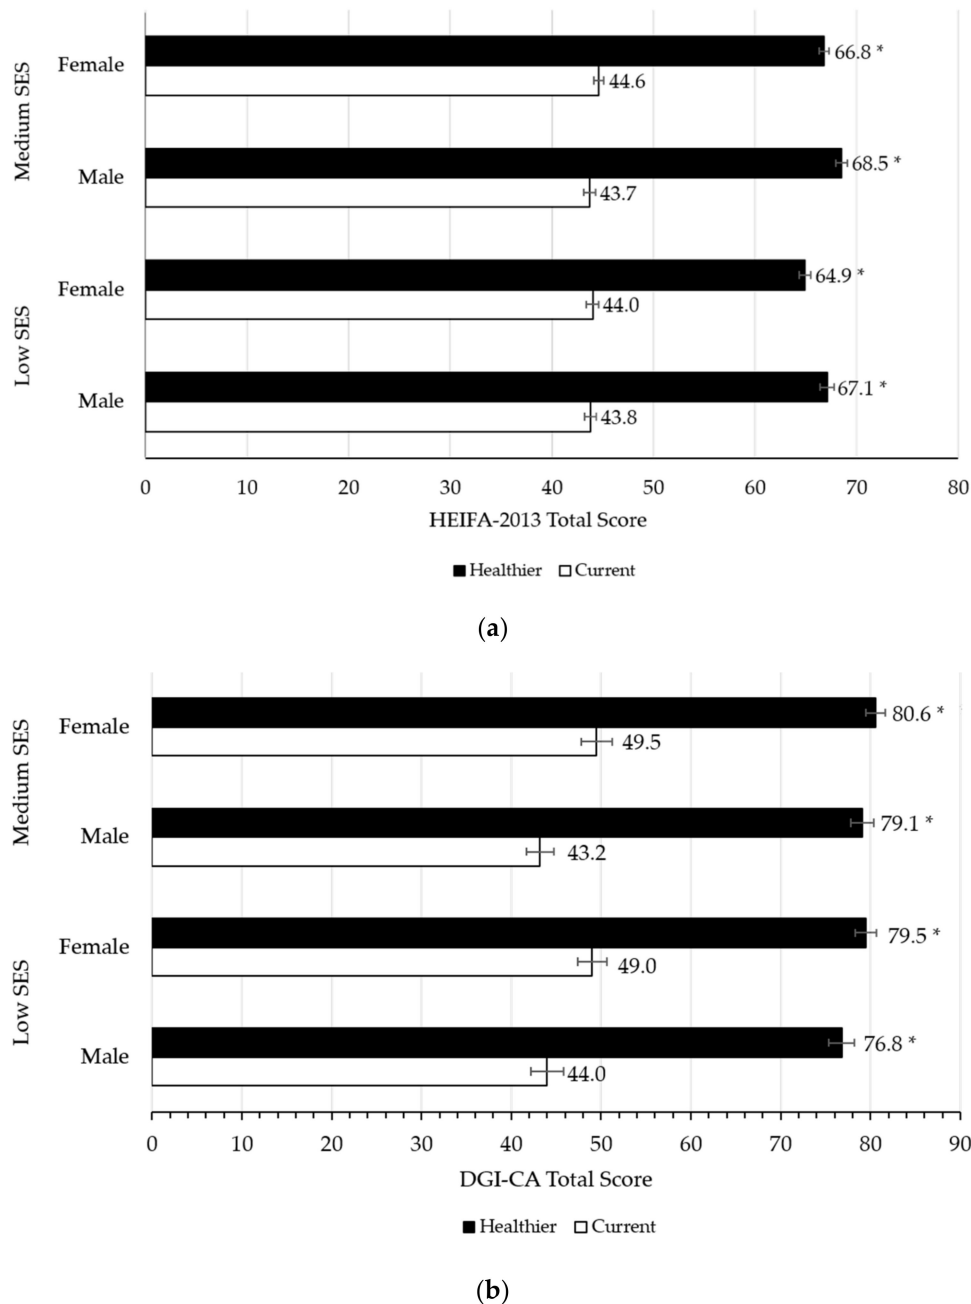 Medium SES
Female
66.8 *
44.6
Male
68.5 *
43.7
Low SES
Female
64.9 *
44.0
Male
67.1 *
43.8
0 10 20 30 40 50 60 70 80
HEIFA-2013 Total Score
Healthier Current
(a)
Medium SES
Female
80.6 *
49.5
Male
79.1 *
43.2
Low SES
Female
79.5 *
49.0
Male
76.8 *
44.0
0 10 20 30 40 50 60 70 80 90
DGI-CA Total Score
Healthier Current
(b)